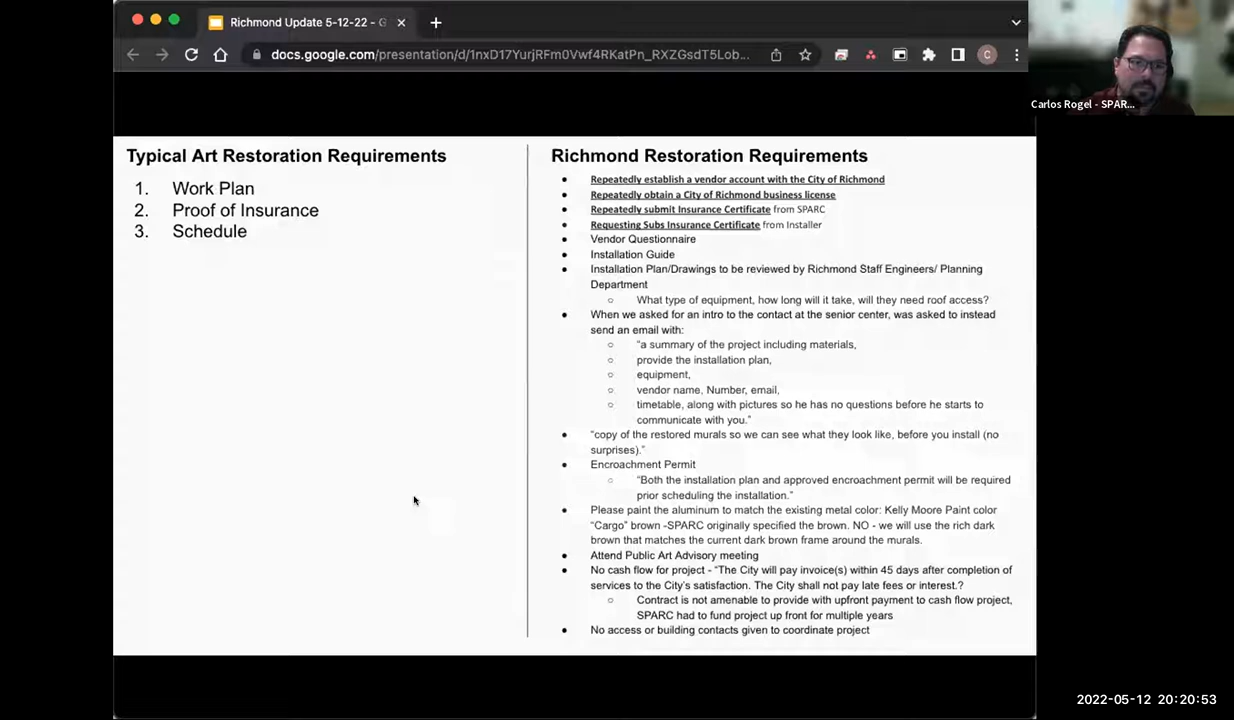 Richmond Update 5-12-22 - G
docs.google.com/presentation/d/1nxD17YurjRFm0Vwf4RKatPn_RXZGsdT5Lob...
C
Carlos Rogel - SPAR...
Typical Art Restoration Requirements
1. Work Plan
2. Proof of Insurance
3. Schedule
Richmond Restoration Requirements
Repeatedly establish a vendor account with the City of Richmond
Repeatedly obtain a City of Richmond business license
Repeatedly submit Insurance Certificate from SPARC
Requesting Subs Insurance Certificate from Installer
Vendor Questionnaire
Installation Guide
Installation Plan/Drawings to be reviewed by Richmond Staff Engineers/ Planning
Department
What type of equipment, how long will it take, will they need roof access?
When we asked for an intro to the contact at the senior center, was asked to instead
send an email with:
"a summary of the project including materials,
provide the installation plan,
equipment,
vendor name, Number, email,
timetable, along with pictures so he has no questions before he starts to
communicate with you."
"copy of the restored murals so we can see what they look like, before you install (no
surprises)."
Encroachment Permit
"Both the installation plan and approved encroachment permit will be required
prior scheduling the installation."
Please paint the aluminum to match the existing metal color: Kelly Moore Paint color
"Cargo" brown -SPARC originally specified the brown. NO - we will use the rich dark
brown that matches the current dark brown frame around the murals.
Attend Public Art Advisory meeting
No cash flow for project - "The City will pay invoice(s) within 45 days after completion of
services to the City's satisfaction. The City shall not pay late fees or interest.?
Contract is not amenable to provide with upfront payment to cash flow project,
SPARC had to fund project up front for multiple years
No access or building contacts given to coordinate project
2022-05-12 20:20:53